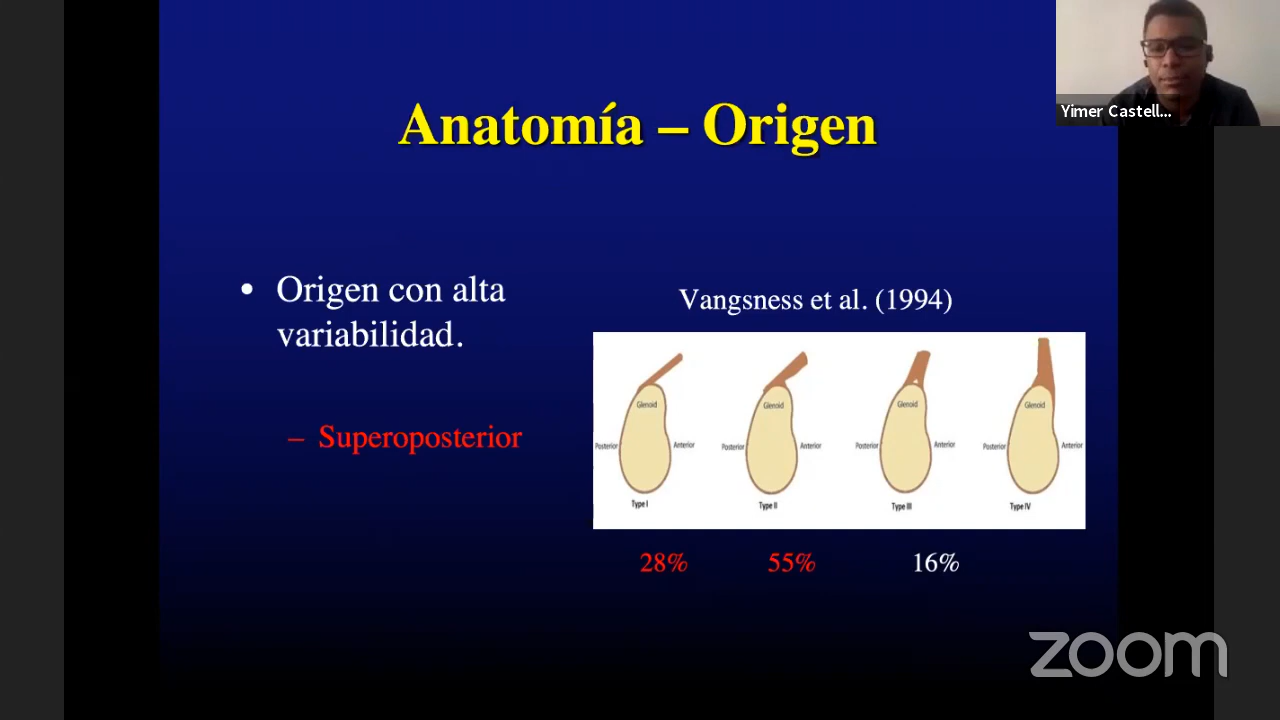 Yimer Castell...
Anatomía – Origen
• Origen con alta
variabilidad.
– Superoposterior
Vangsness et al. (1994)
Glenoid
Posterior
Anterior
Type I
Glenoid
Posterior
Anterior
Type II
Glenoid
Posterior
Anterior
Type III
Glenoid
Posterior
Anterior
Type IV
28% 55% 16%
zoom